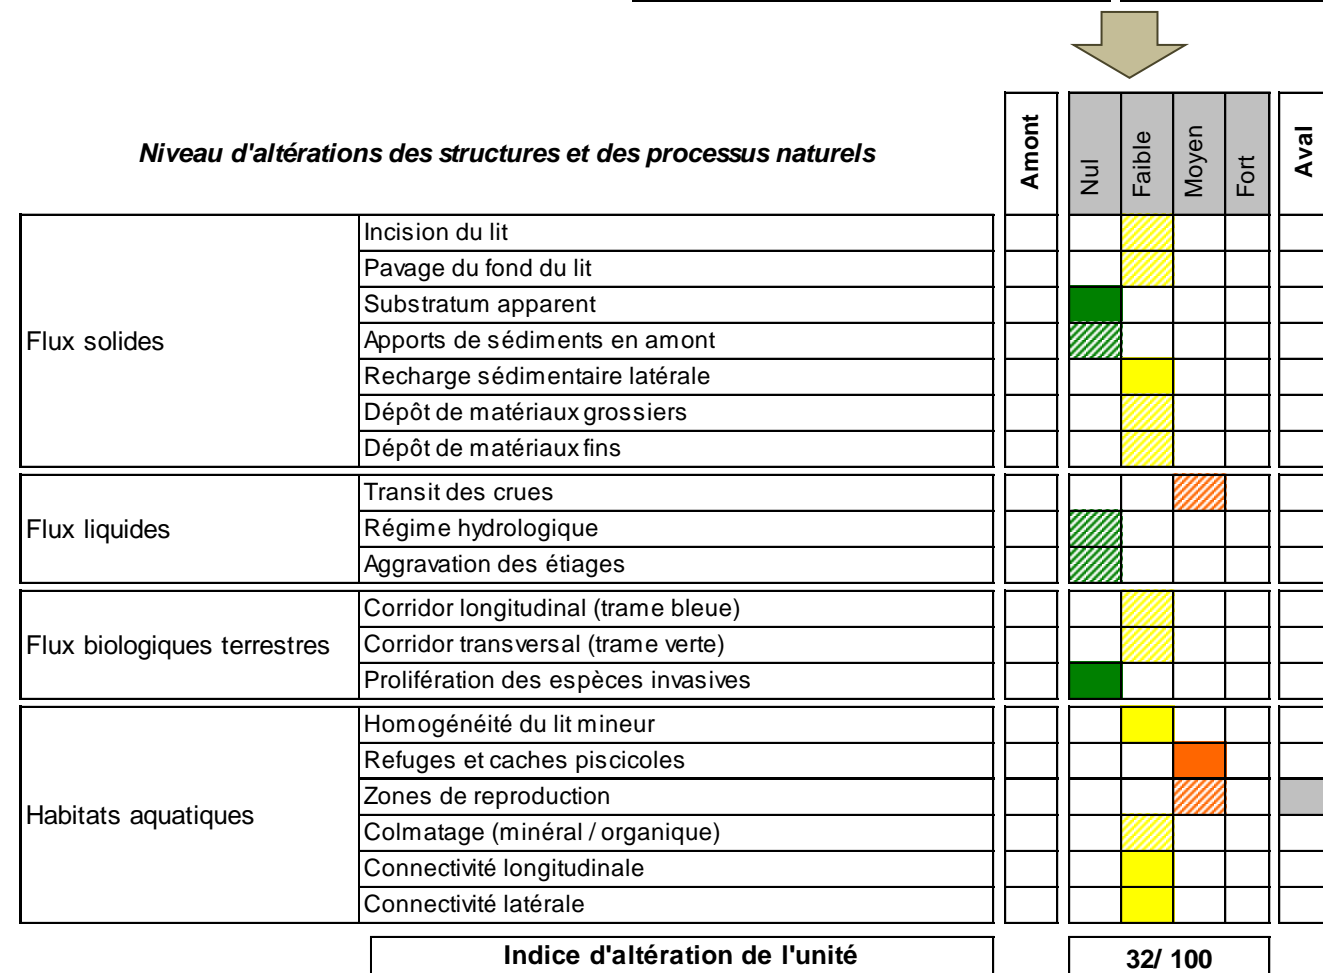 Niveau d'altérations des structures et des processus naturels
Amont
Nul
Faible
Moyen
Fort
Aval
Flux solides
Incision du lit
Pavage du fond du lit
Substratum apparent
Apports de sédiments en amont
Recharge sédimentaire latérale
Dépôt de matériaux grossiers
Dépôt de matériaux fins
Flux liquides
Transit des crues
Régime hydrologique
Aggravation des étiages
Flux biologiques terrestres
Corridor longitudinal (trame bleue)
Corridor transversal (trame verte)
Prolifération des espèces invasives
Habitats aquatiques
Homogénéité du lit mineur
Refuges et caches piscicoles
Zones de reproduction
Colmatage (minéral / organique)
Connectivité longitudinale
Connectivité latérale
Indice d'altération de l'unité
32/ 100